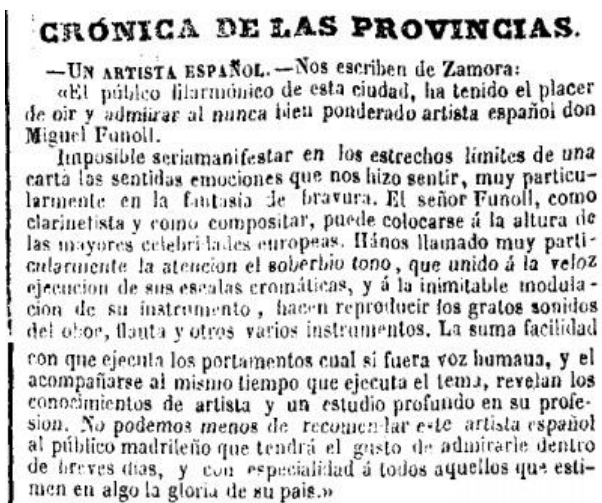 CRÓNICA DE LAS PROVINCIAS.
—UN ARTISTA ESPAÑOL.—Nos escriben de Zamora:
«El públco filarmónico de esta ciudad, ha tenido el placer
de oir y admirar al nunca bien ponderado artista español don
Miguel Funoll.
Imposible seriamanifestar en los estrechos límites de una
carta las sentidas emociones que nos hizo sentir, muy particu-
larmente en la fantasia de bravura. El señor Funoll, como
clarinetista y como compositar, puede colocarse á la altura de
las mayores celebridades europeas. Hános llamado muy parti-
cularmente la atencion el soberbio tono, que unido á la veloz
ejecucion de sus escalas cromáticas, y á la inimitable modula-
cion de su instrumento, hacen reproducir los gratos sonidos
del oboe, flauta y otros varios instrumentos. La suma facilidad
con que ejecuta los portamentos cual si fuera voz humana, y el
acompañarse al mismo tiempo que ejecuta el tema, revelan los
conocimientos de artista y un estudio profundo en su profe-
sion. No podemos menos de recomendar este artista español
al público madrileño que tendrá el gusto de admirarle dentro
de breves dias, y con especialidad á todos aquellos que esti-
men en algo la gloria de su pais.»